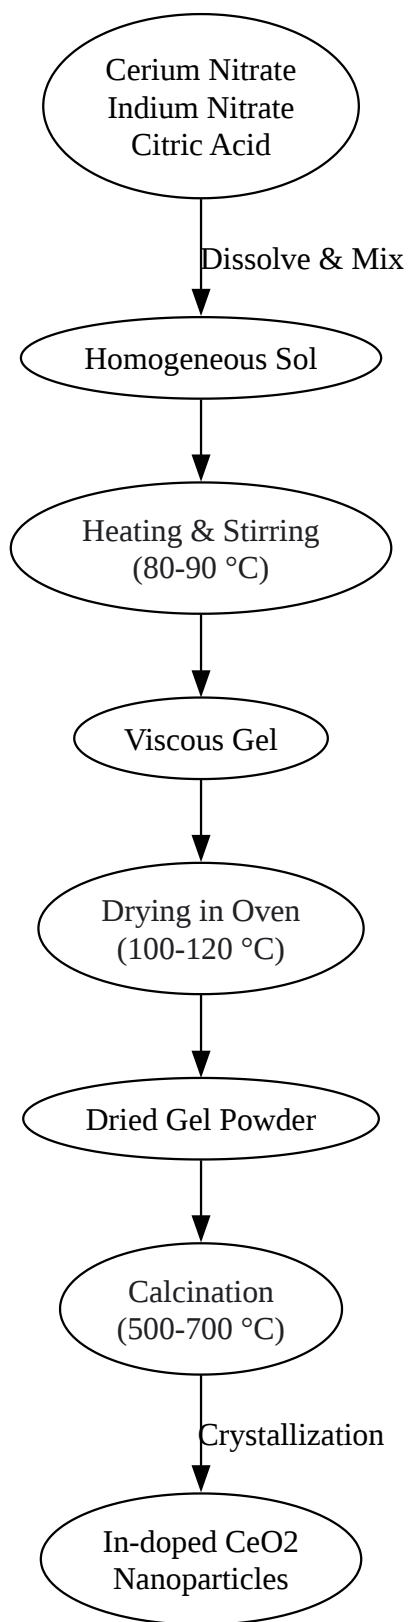 Cerium Nitrate
Indium Nitrate
Citric Acid
Dissolve & Mix
Homogeneous Sol
Heating & Stirring
(80-90 °C)
Viscous Gel
Drying in Oven
(100-120 °C)
Dried Gel Powder
Calcination
(500-700 °C)
Crystallization
In-doped CeO2
Nanoparticles